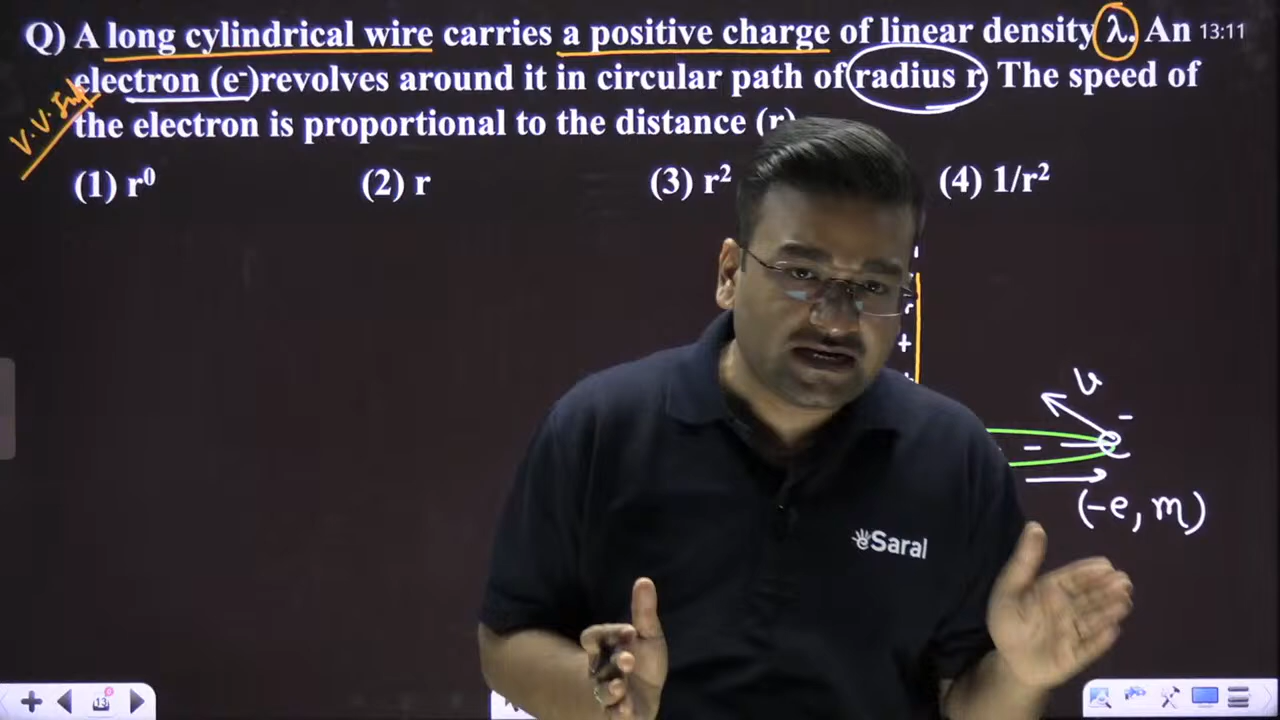 Q) A long cylindrical wire carries a positive charge of linear density λ. An 13:11
electron (e⁻)revolves around it in circular path of radius r. The speed of
the electron is proportional to the distance (r)
V.V. Imp
(1) r⁰ (2) r (3) r² (4) 1/r²
+
v
-
-
(-e, m)
eSaral
13